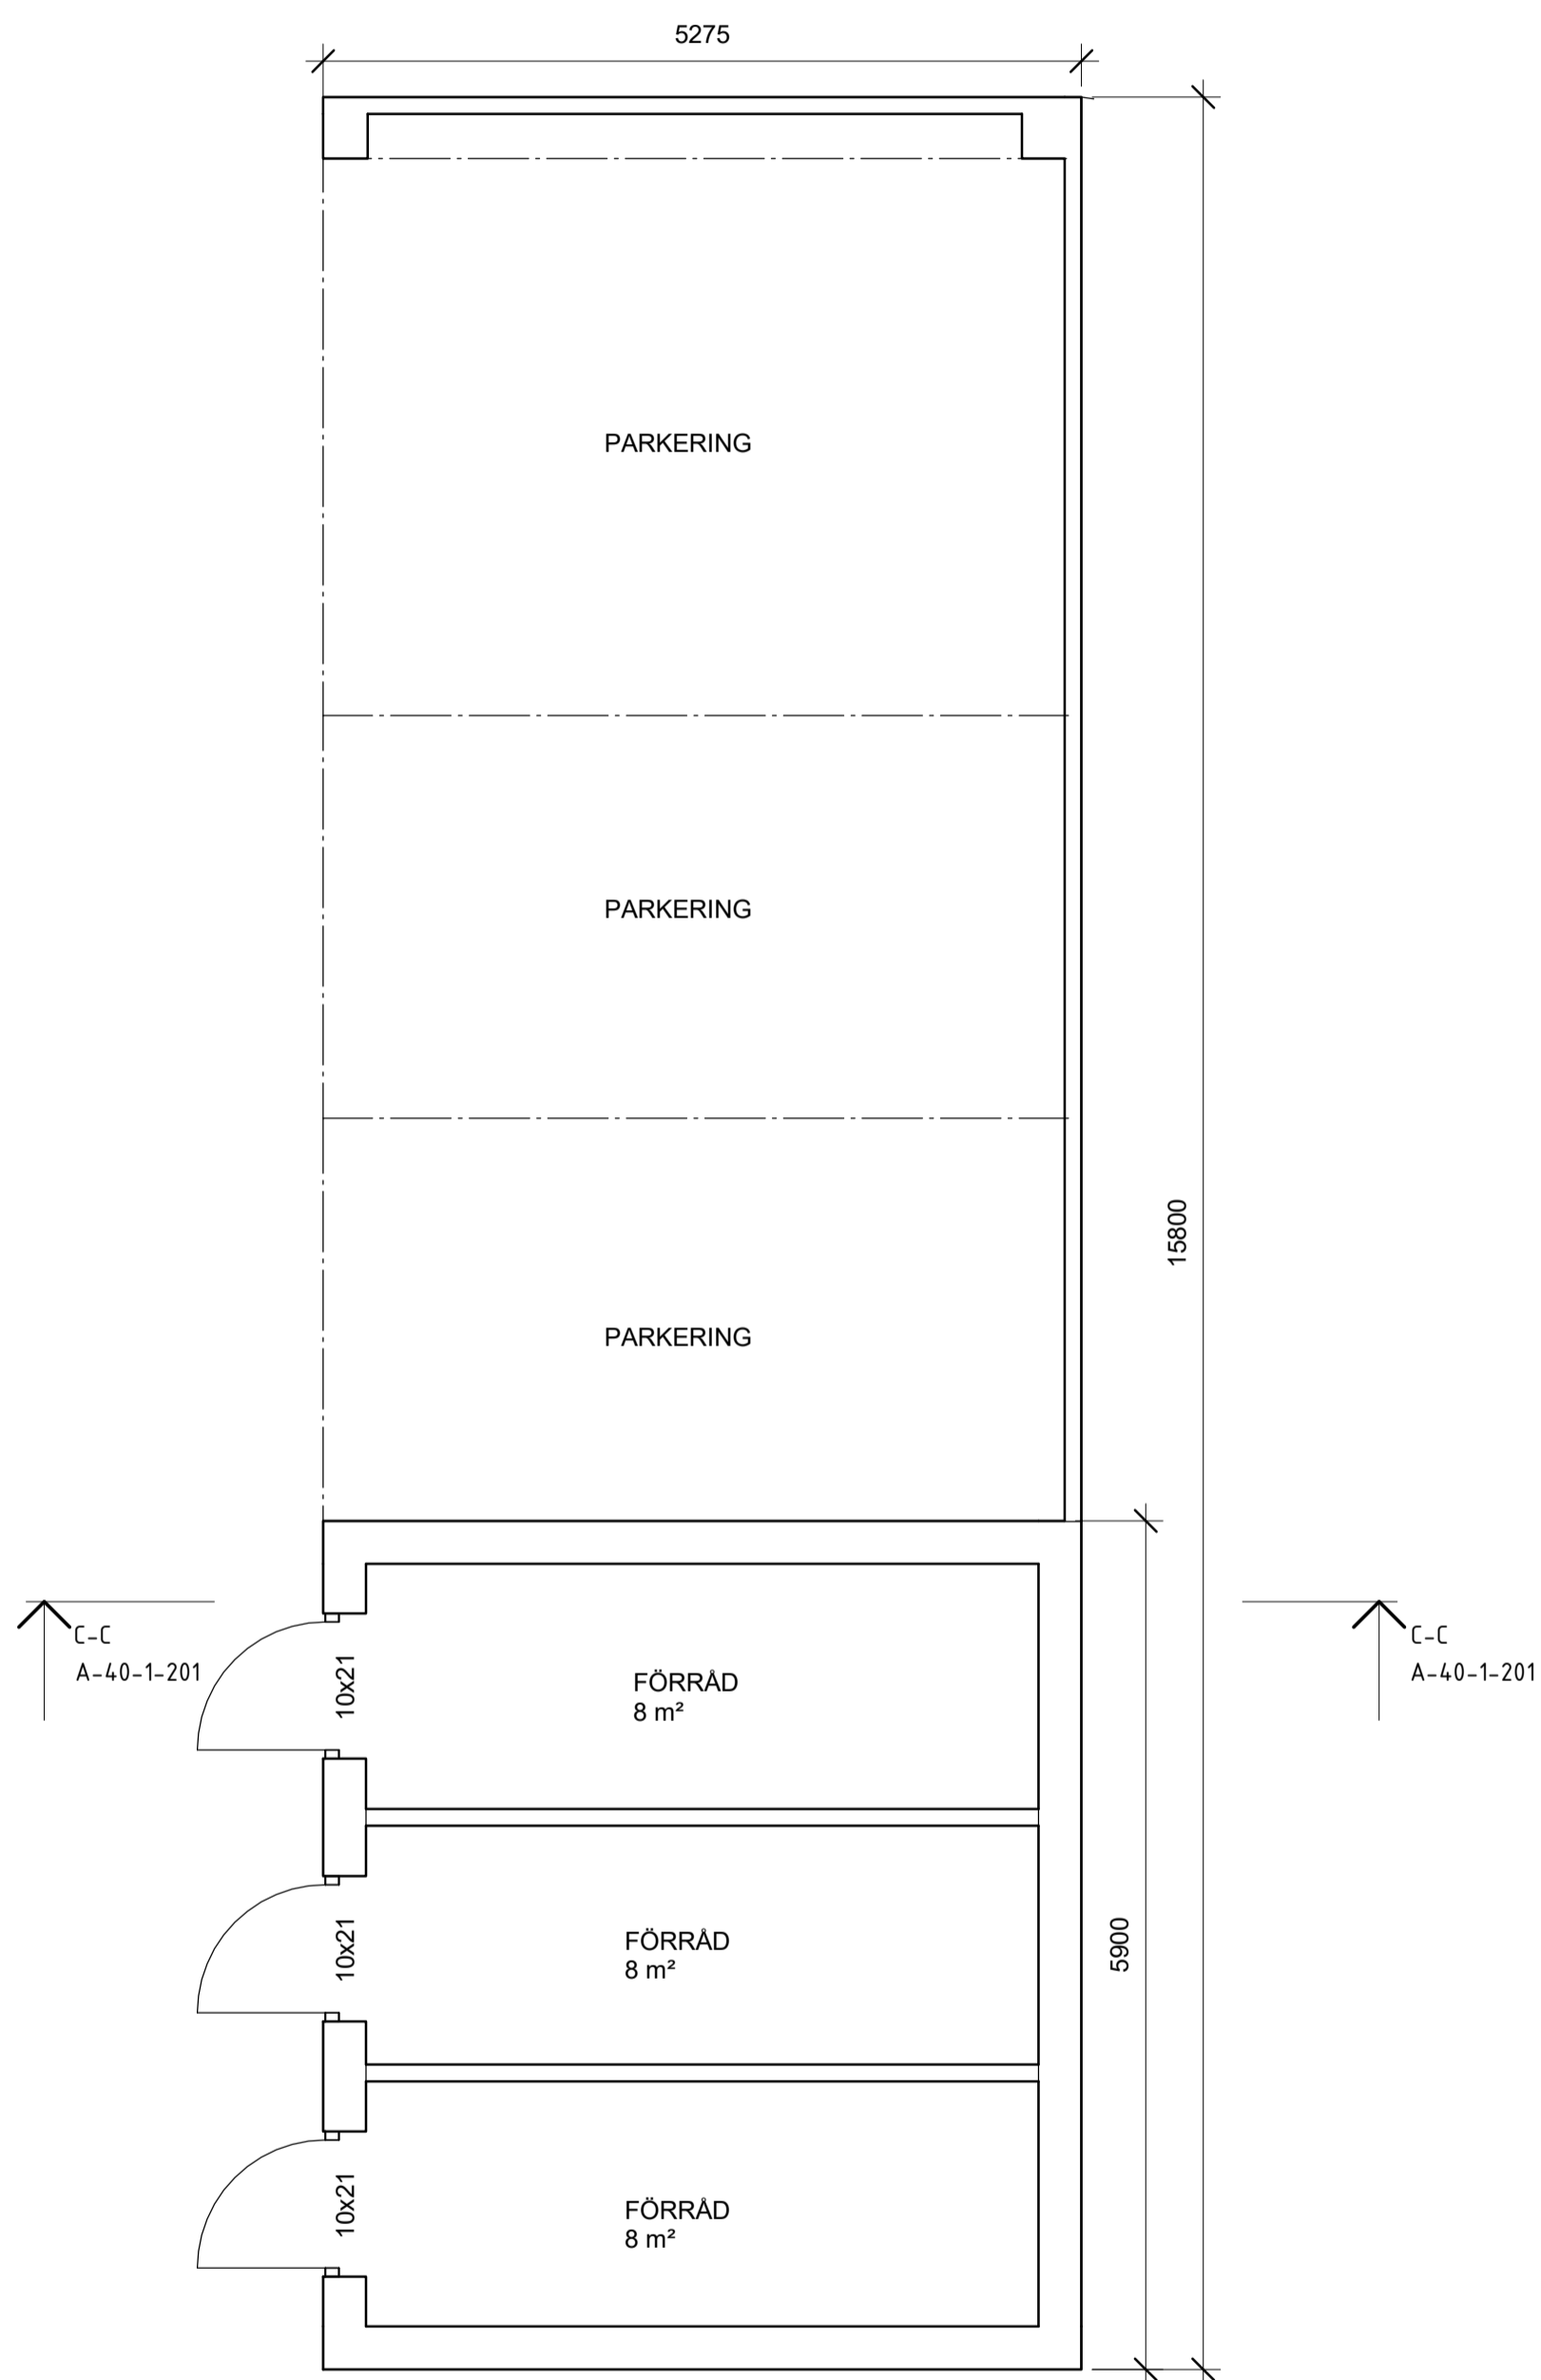 5275
PARKERING
PARKERING
15800
PARKERING
C-C
A-40-1-201
10x21
FÖRRÅD
8 m²
C-C
A-40-1-201
10x21
FÖRRÅD
8 m²
5900
10x21
FÖRRÅD
8 m²